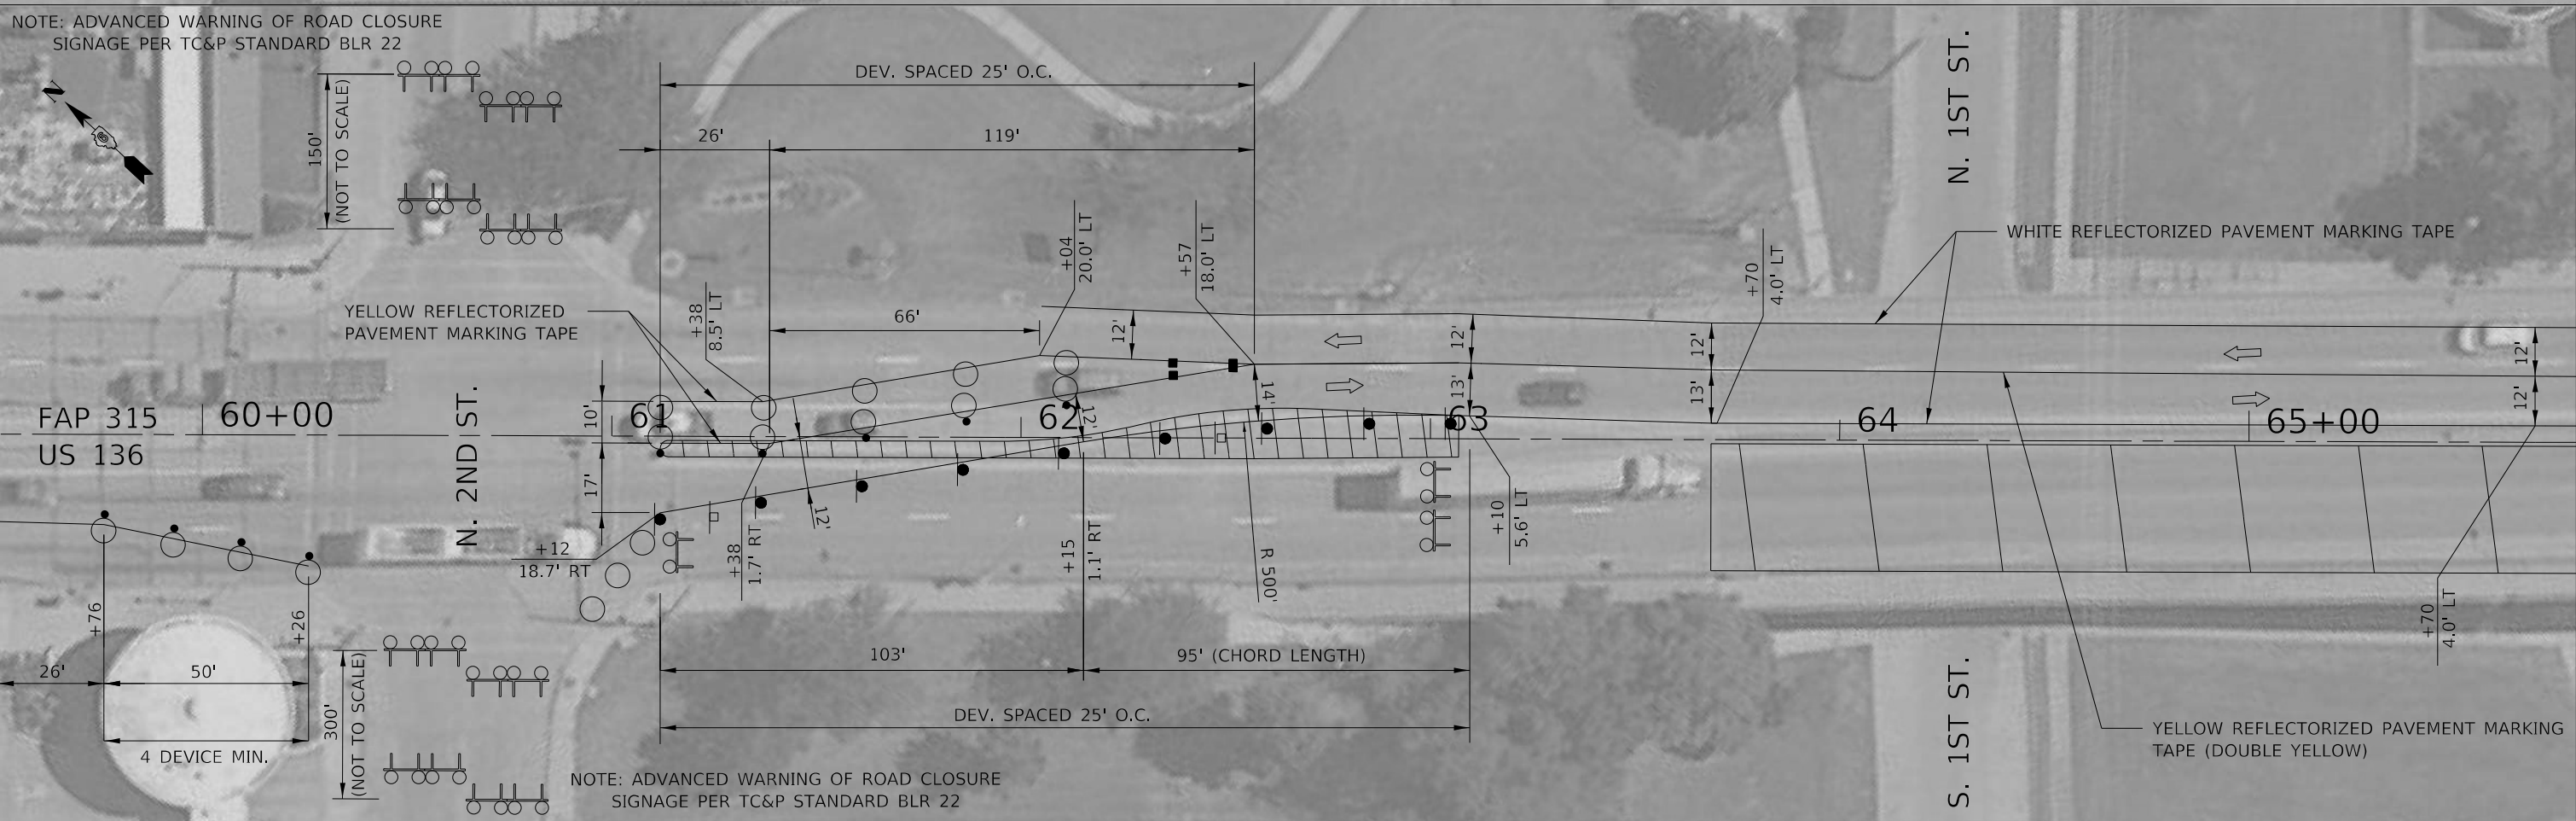 NOTE: ADVANCED WARNING OF ROAD CLOSURE
SIGNAGE PER TC&P STANDARD BLR 22
N
150'
(NOT TO SCALE)
DEV. SPACED 25' O.C.
26'
119'
N. 1ST ST.
WHITE REFLECTORIZED PAVEMENT MARKING TAPE
+04
20.0' LT
+57
18.0' LT
+70
4.0' LT
+38
8.5' LT
YELLOW REFLECTORIZED
PAVEMENT MARKING TAPE
66'
12'
12'
12'
12'
10'
14'
13'
13'
12'
FAP 315
US 136
60+00
61
62
63
64
65+00
N. 2ND ST.
17'
12'
12'
+12
18.7' RT
+38
1.7' RT
+15
1.1' RT
R 500'
+10
5.6' LT
+70
4.0' LT
+76
+26
26'
50'
4 DEVICE MIN.
300'
(NOT TO SCALE)
103'
95' (CHORD LENGTH)
DEV. SPACED 25' O.C.
S. 1ST ST.
YELLOW REFLECTORIZED PAVEMENT MARKING
TAPE (DOUBLE YELLOW)
NOTE: ADVANCED WARNING OF ROAD CLOSURE
SIGNAGE PER TC&P STANDARD BLR 22